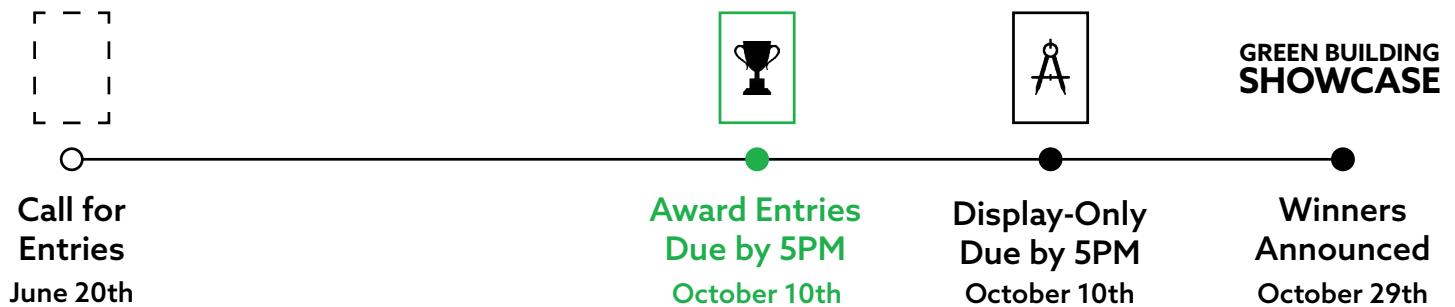 GREEN BUILDING
SHOWCASE
Call for
Entries
June 20th
Award Entries
Due by 5PM
October 10th
Display-Only
Due by 5PM
October 10th
Winners
Announced
October 29th